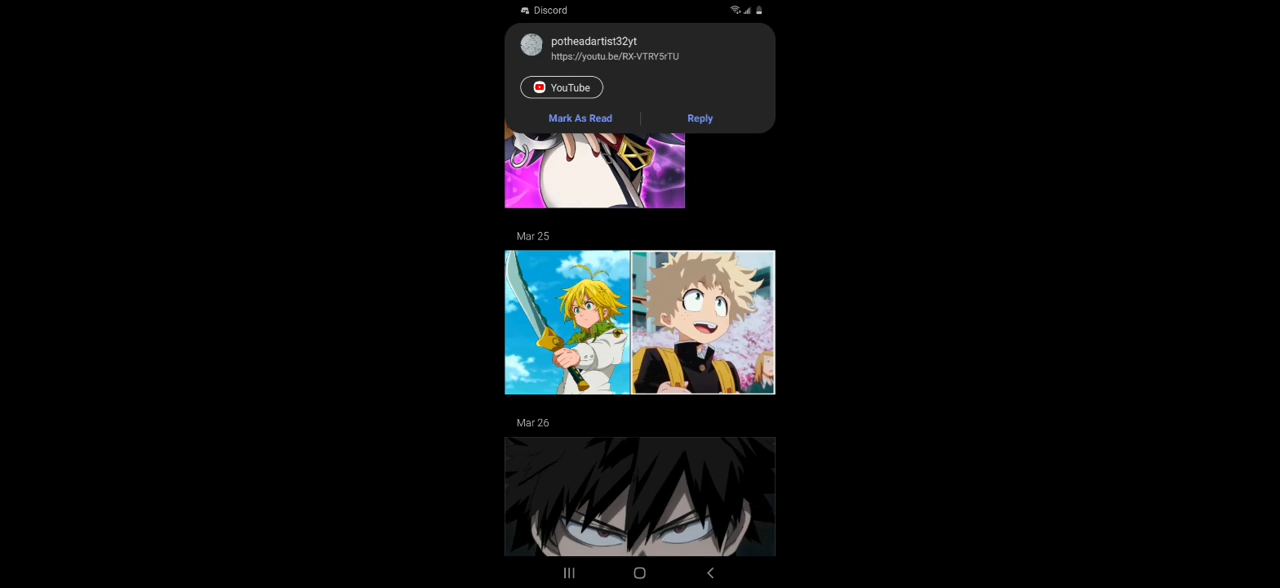 Discord
potheadartist32yt
https://youtu.be/RX-VTRY5rTU
YouTube
Mark As Read
Reply
Mar 25
Mar 26